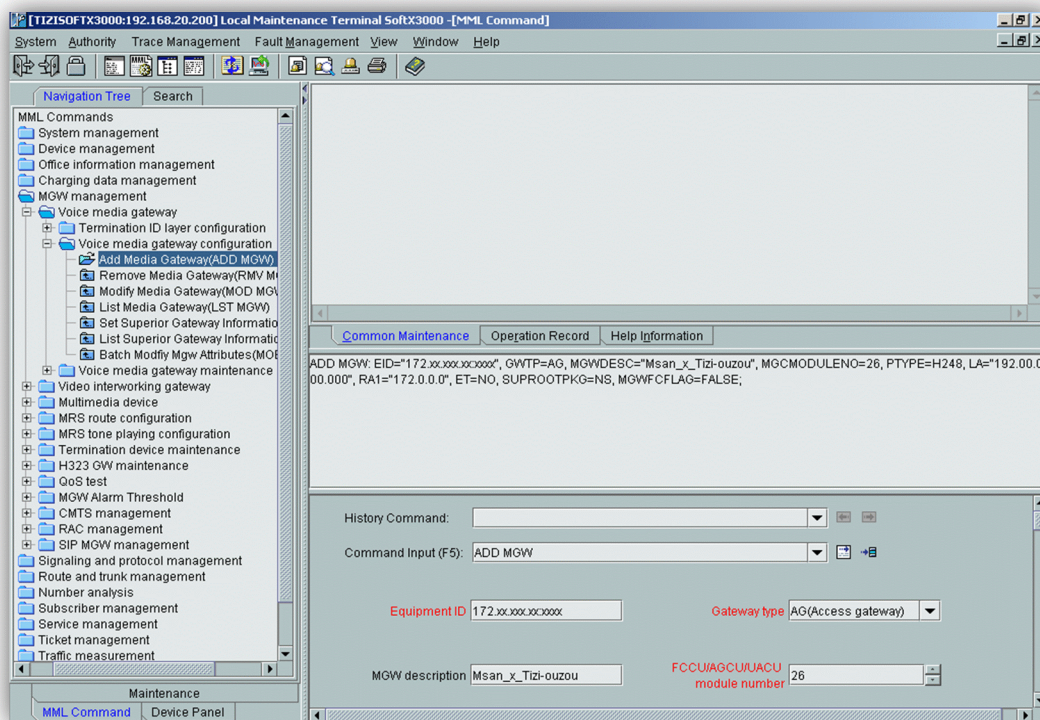 [TIZISOFTX3000:192.168.20.200] Local Maintenance Terminal SoftX3000 -[MML Command]
System Authority Trace Management Fault Management View Window Help
Navigation Tree Search
MML Commands
System management
Device management
Office information management
Charging data management
MGW management
Voice media gateway
Termination ID layer configuration
Voice media gateway configuration
Add Media Gateway(ADD MGW)
Remove Media Gateway(RMV M
Modify Media Gateway(MOD MG
List Media Gateway(LST MGW)
Set Superior Gateway Informatio
List Superior Gateway Informatio
Batch Modfiy Mgw Attributes(MO
Voice media gateway maintenance
Video interworking gateway
Multimedia device
MRS route configuration
MRS tone playing configuration
Termination device maintenance
H323 GW maintenance
QoS test
MGW Alarm Threshold
CMTS management
RAC management
SIP MGW management
Signaling and protocol management
Route and trunk management
Number analysis
Subscriber management
Service management
Ticket management
Traffic measurement
Maintenance
MML Command Device Panel
Common Maintenance Operation Record Help Information
ADD MGW: EID="172.xx.xxx.xx:xxxx", GWTP=AG, MGWDESC="Msan_x_Tizi-ouzou", MGCMODULENO=26, PTYPE=H248, LA="192.00.0
00.000", RA1="172.0.0.0", ET=NO, SUPROOTPKG=NS, MGWFCFLAG=FALSE;
History Command:
Command Input (F5): ADD MGW
Equipment ID 172.xx.xxx.xx:xxxx Gateway type AG(Access gateway)
MGW description Msan_x_Tizi-ouzou FCCU/AGCU/UACU
module number 26